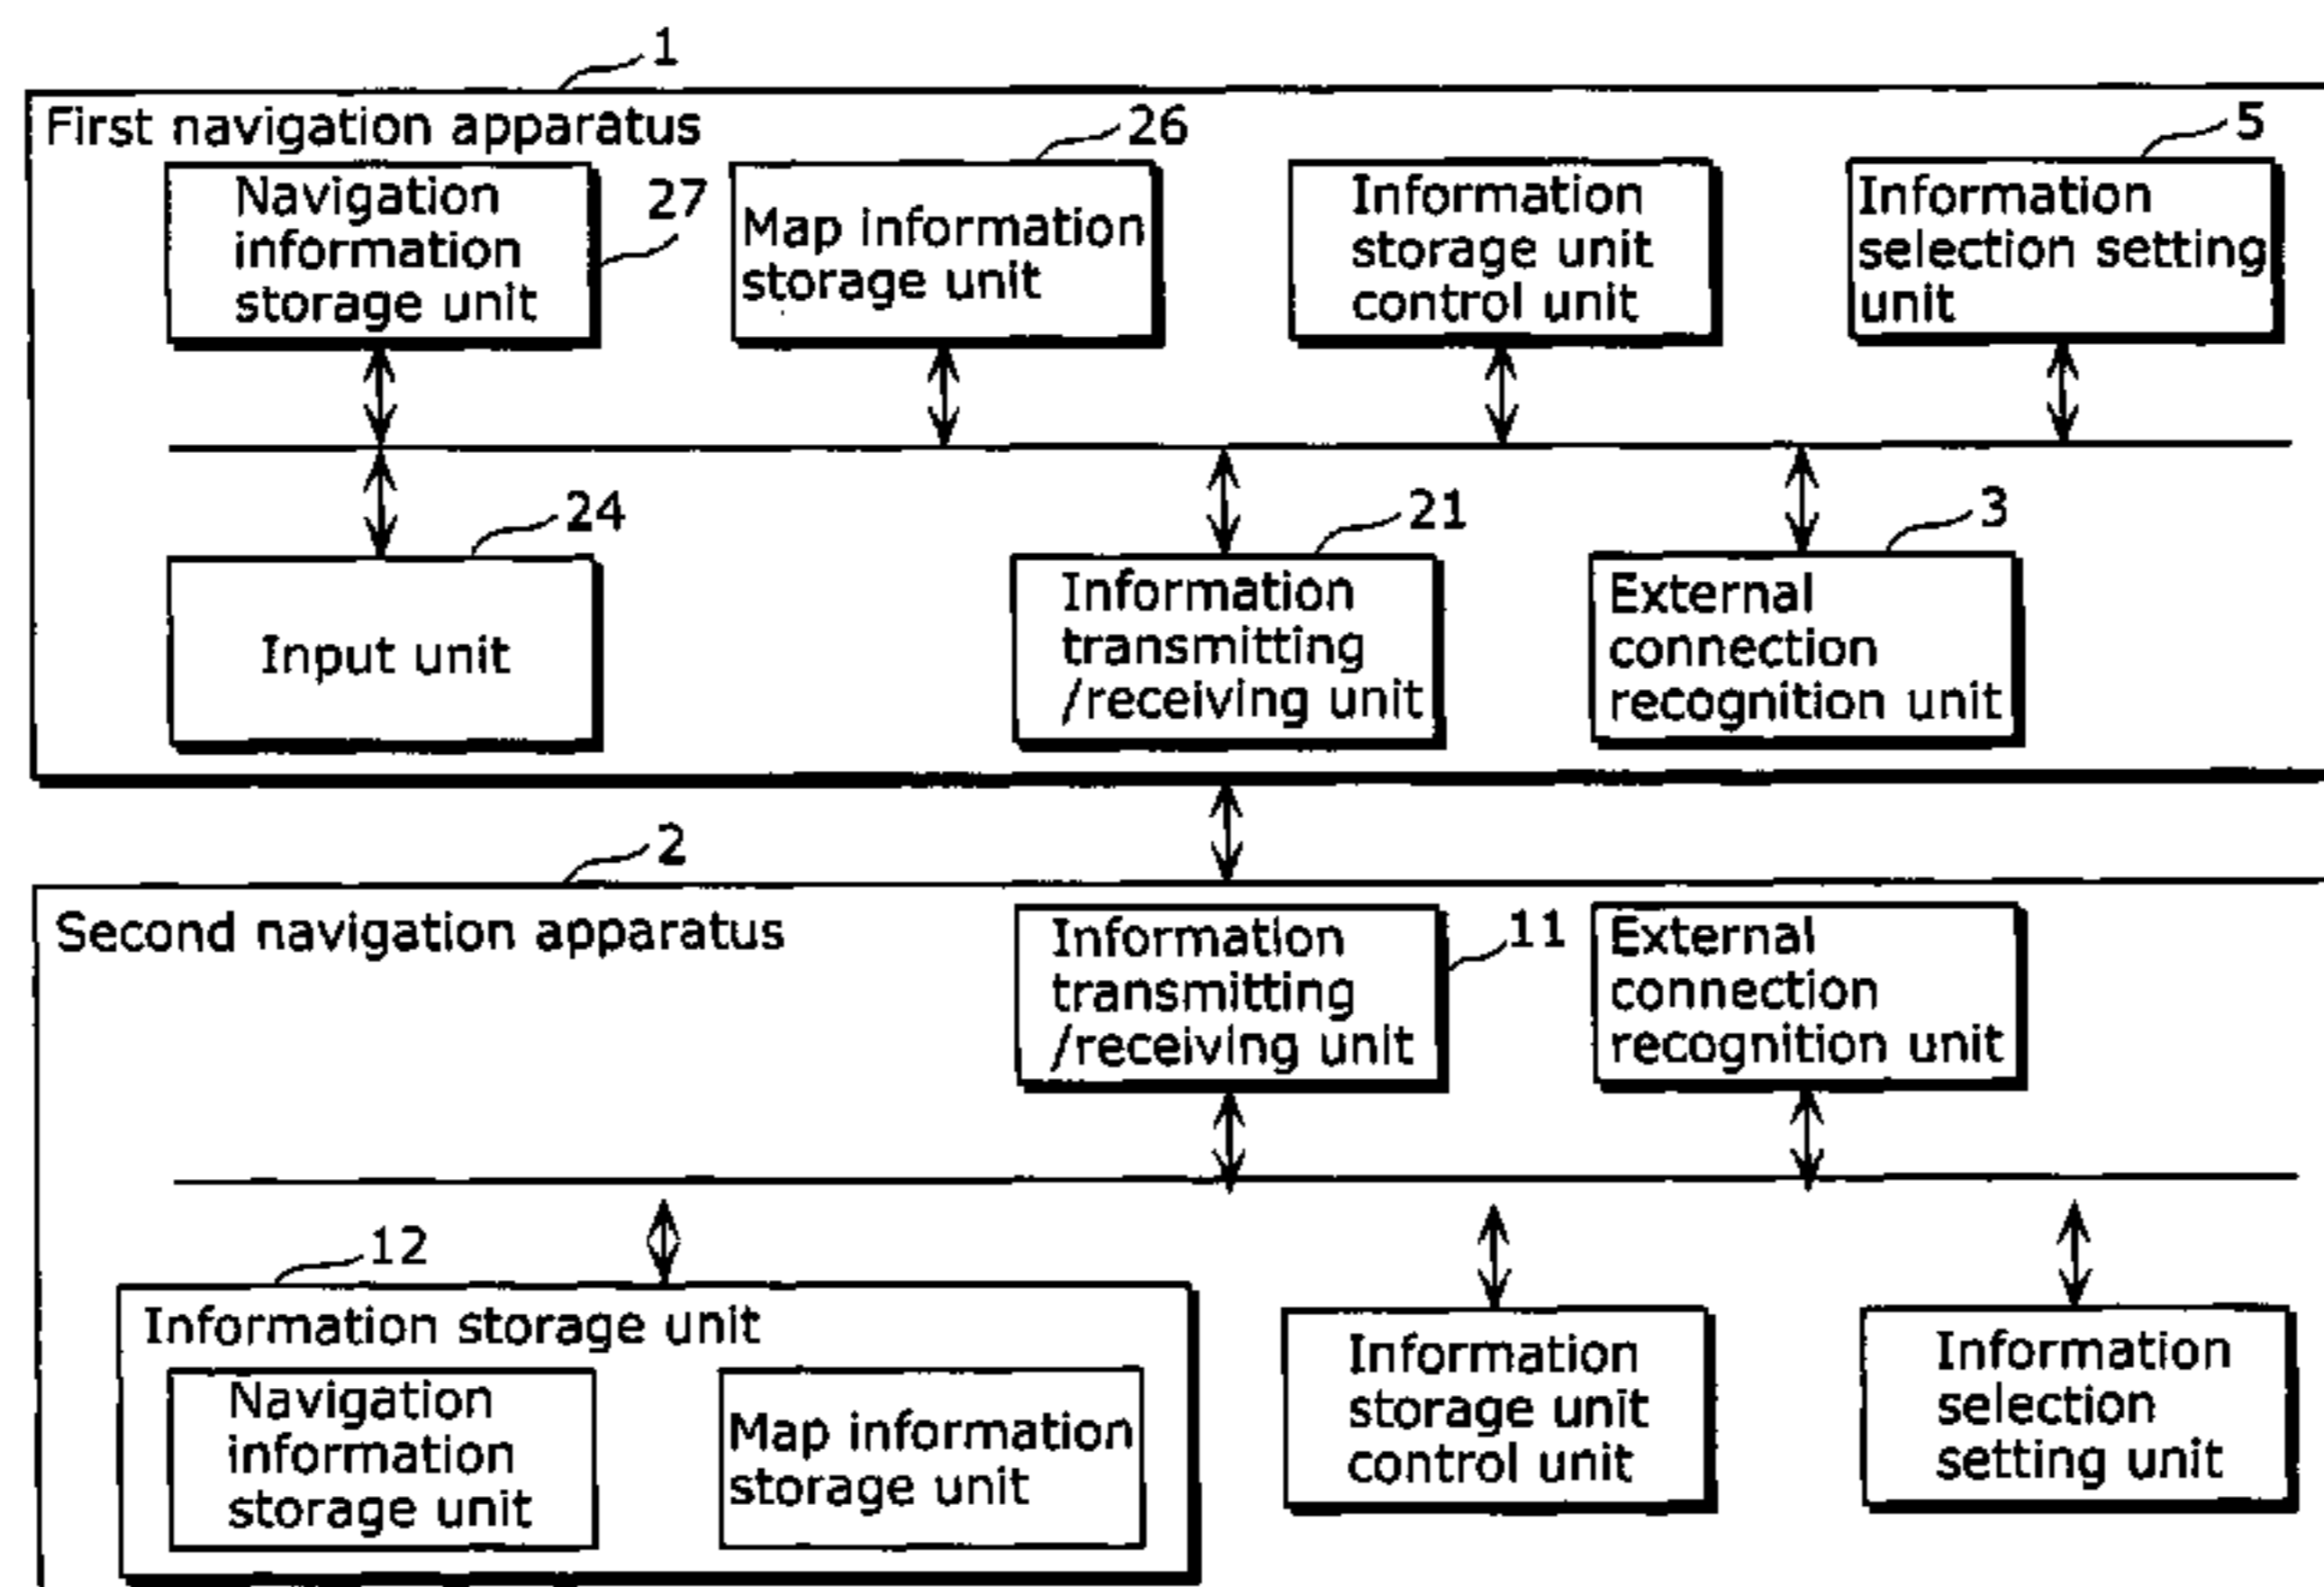 1
First navigation apparatus
Navigation
information
storage unit
27
26
Map information
storage unit
Information
storage unit
control unit
5
Information
selection setting
unit
24
Input unit
21
Information
transmitting
/receiving unit
3
External
connection
recognition unit
2
Second navigation apparatus
Information
transmitting
/receiving unit
11
External
connection
recognition unit
12
Information storage unit
Navigation
information
storage unit
Map information
storage unit
Information
storage unit
control unit
Information
selection
setting unit